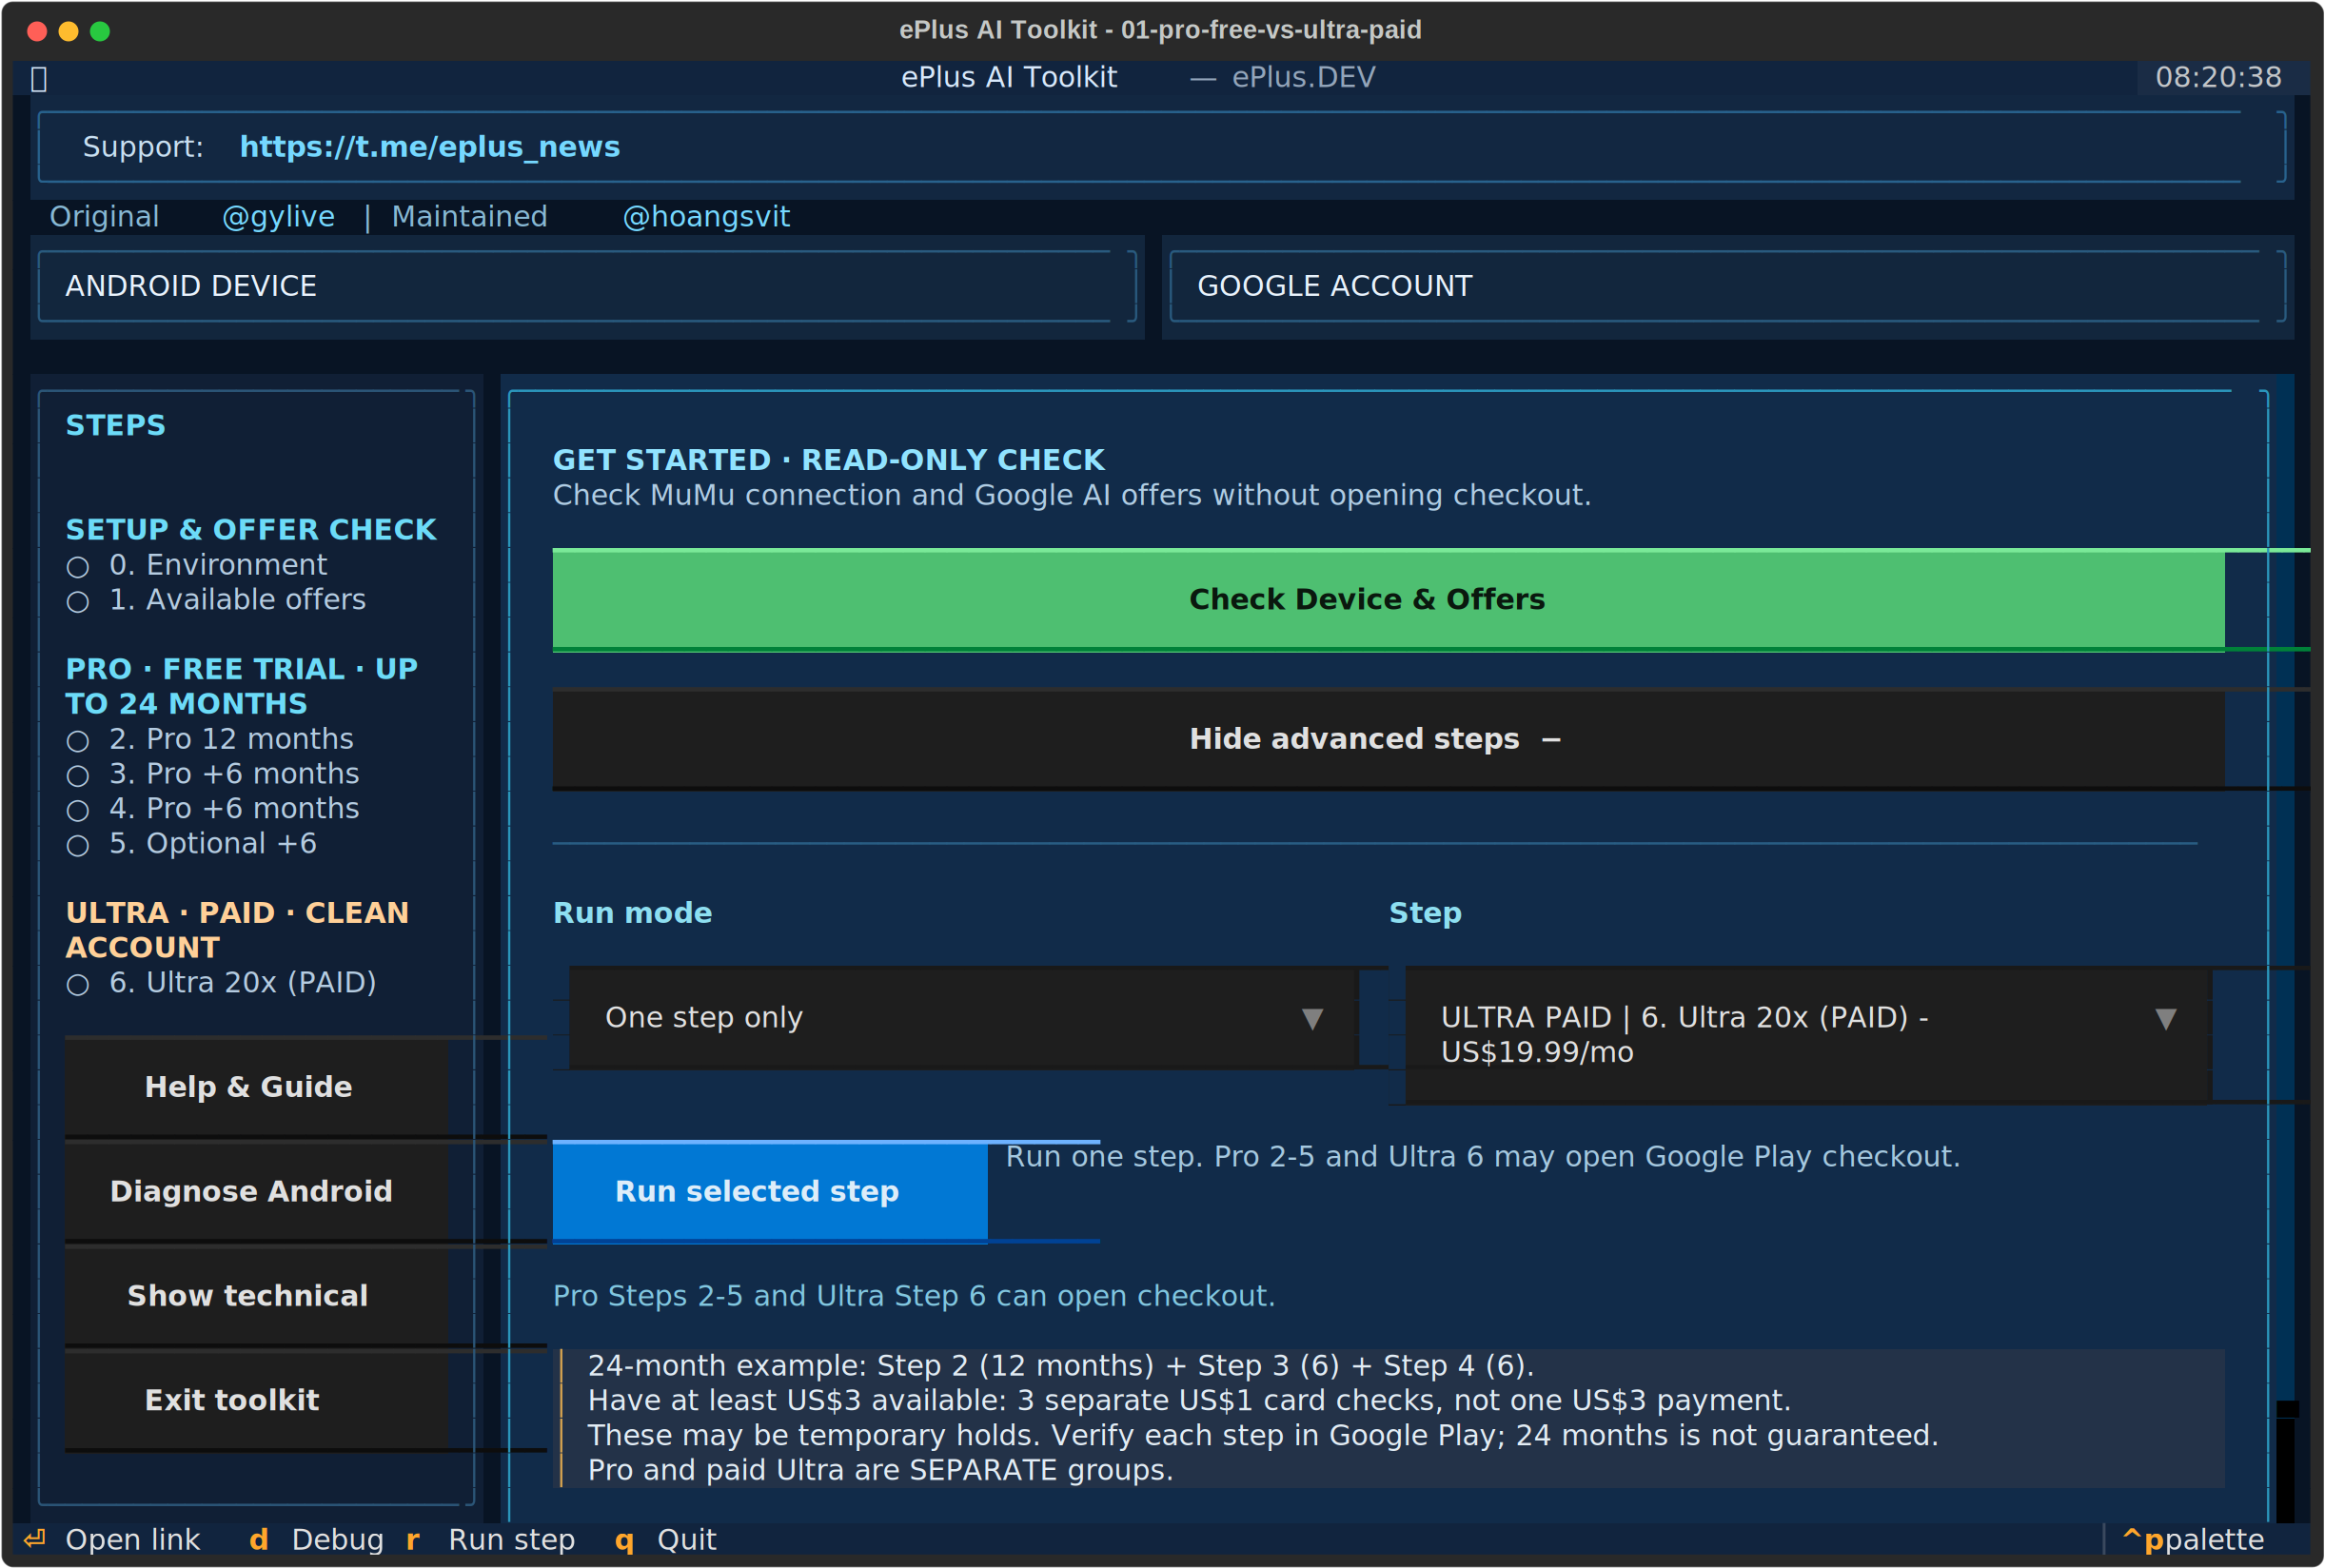 ePlus AI Toolkit - 01-pro-free-vs-ultra-paid
ePlus AI Toolkit — ePlus.DEV
08:20:38
Support: https://t.me/eplus_news
Original @gylive | Maintained @hoangsvit
ANDROID DEVICE
GOOGLE ACCOUNT
STEPS
SETUP & OFFER CHECK
○ 0. Environment
○ 1. Available offers
PRO · FREE TRIAL · UP
TO 24 MONTHS
○ 2. Pro 12 months
○ 3. Pro +6 months
○ 4. Pro +6 months
○ 5. Optional +6
ULTRA · PAID · CLEAN
ACCOUNT
○ 6. Ultra 20x (PAID)
Help & Guide
Diagnose Android
Show technical
Exit toolkit
GET STARTED · READ-ONLY CHECK
Check MuMu connection and Google AI offers without opening checkout.
Check Device & Offers
Hide advanced steps −
Run mode
One step only ▼
Step
ULTRA PAID | 6. Ultra 20x (PAID) - ▼
US$19.99/mo
Run selected step
Run one step. Pro 2-5 and Ultra 6 may open Google Play checkout.
Pro Steps 2-5 and Ultra Step 6 can open checkout.
24-month example: Step 2 (12 months) + Step 3 (6) + Step 4 (6).
Have at least US$3 available: 3 separate US$1 card checks, not one US$3 payment.
These may be temporary holds. Verify each step in Google Play; 24 months is not guaranteed.
Pro and paid Ultra are SEPARATE groups.
⏎ Open link d Debug r Run step q Quit
^p palette